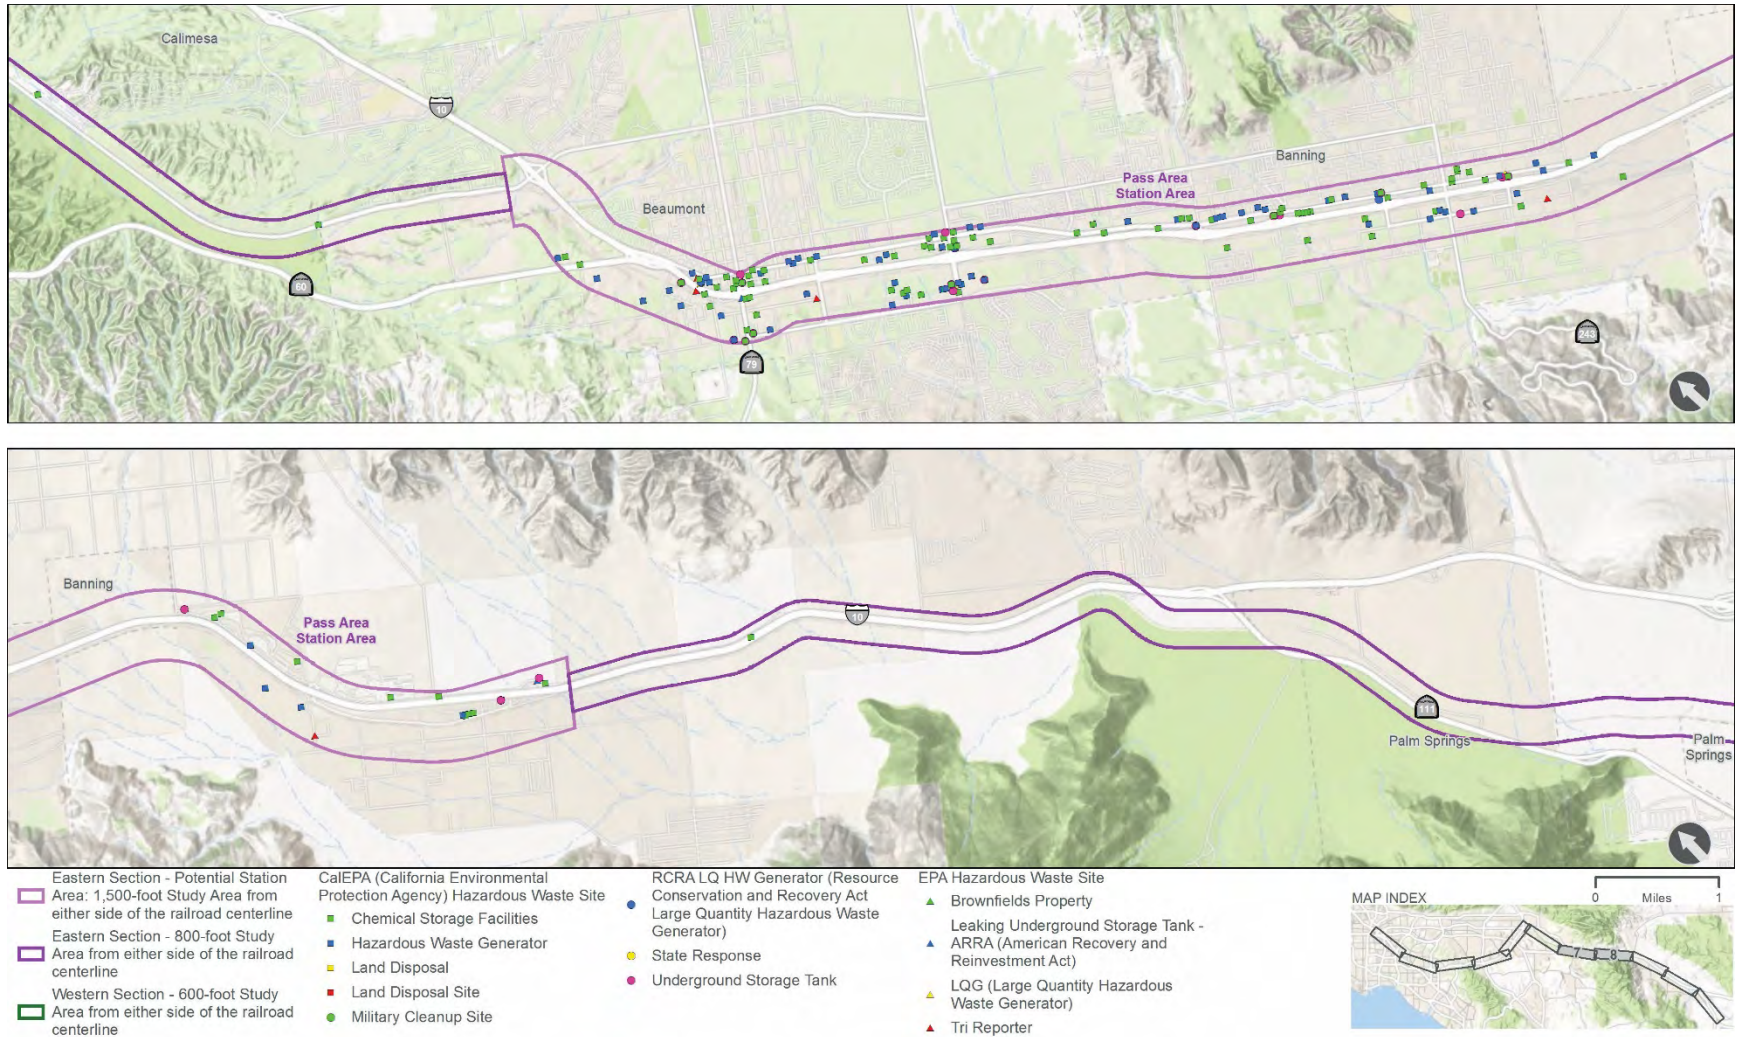 Calimesa
10
Banning
Pass Area
Station Area
Beaumont
60
79
243
Banning
Pass Area
Station Area
10
111
Palm Springs
Palm
Springs
Eastern Section - Potential Station
Area: 1,500-foot Study Area from
either side of the railroad centerline
Eastern Section - 800-foot Study
Area from either side of the railroad
centerline
Western Section - 600-foot Study
Area from either side of the railroad
centerline
CalEPA (California Environmental
Protection Agency) Hazardous Waste Site
Chemical Storage Facilities
Hazardous Waste Generator
Land Disposal
Land Disposal Site
Military Cleanup Site
RCRA LQ HW Generator (Resource
Conservation and Recovery Act
Large Quantity Hazardous Waste
Generator)
State Response
Underground Storage Tank
EPA Hazardous Waste Site
Brownfields Property
Leaking Underground Storage Tank -
ARRA (American Recovery and
Reinvestment Act)
LQG (Large Quantity Hazardous
Waste Generator)
Tri Reporter
MAP INDEX
0 Miles 1
7 8